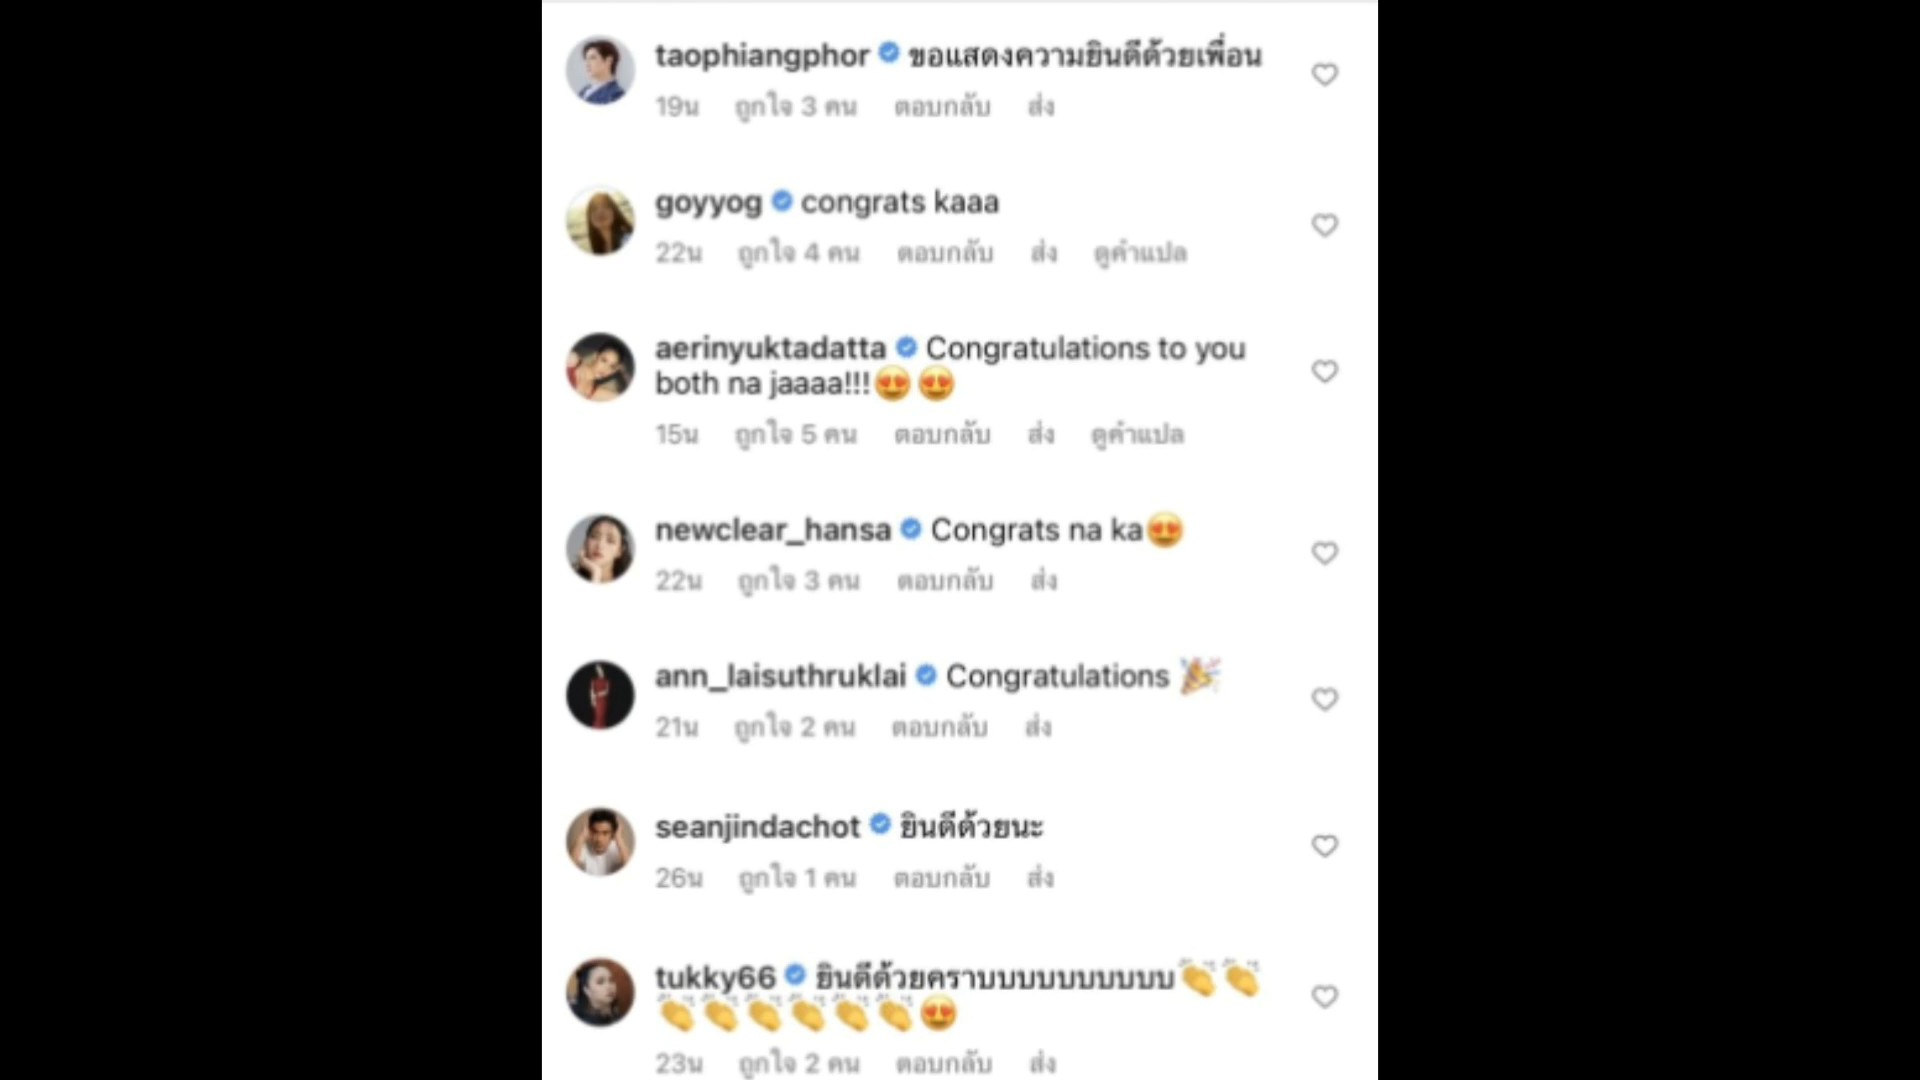 taophiangphor ขอแสดงความยินดีด้วยเพื่อน
19น ถูกใจ 3 คน ตอบกลับ ส่ง
goyyog congrats kaaa
22น ถูกใจ 4 คน ตอบกลับ ส่ง ดูคำแปล
aerinyuktadatta Congratulations to you
both na jaaaa!!!😍😍
15น ถูกใจ 5 คน ตอบกลับ ส่ง ดูคำแปล
newclear_hansa Congrats na ka😍
22น ถูกใจ 3 คน ตอบกลับ ส่ง
ann_laisuthruklai Congratulations 🎉
21น ถูกใจ 2 คน ตอบกลับ ส่ง
seanjindachot ยินดีด้วยนะ
26น ถูกใจ 1 คน ตอบกลับ ส่ง
tukky66 ยินดีด้วยคราบบบบบบบบบบ👏👏
👏👏👏👏👏👏😍
23น ถูกใจ 2 คน ตอบกลับ ส่ง